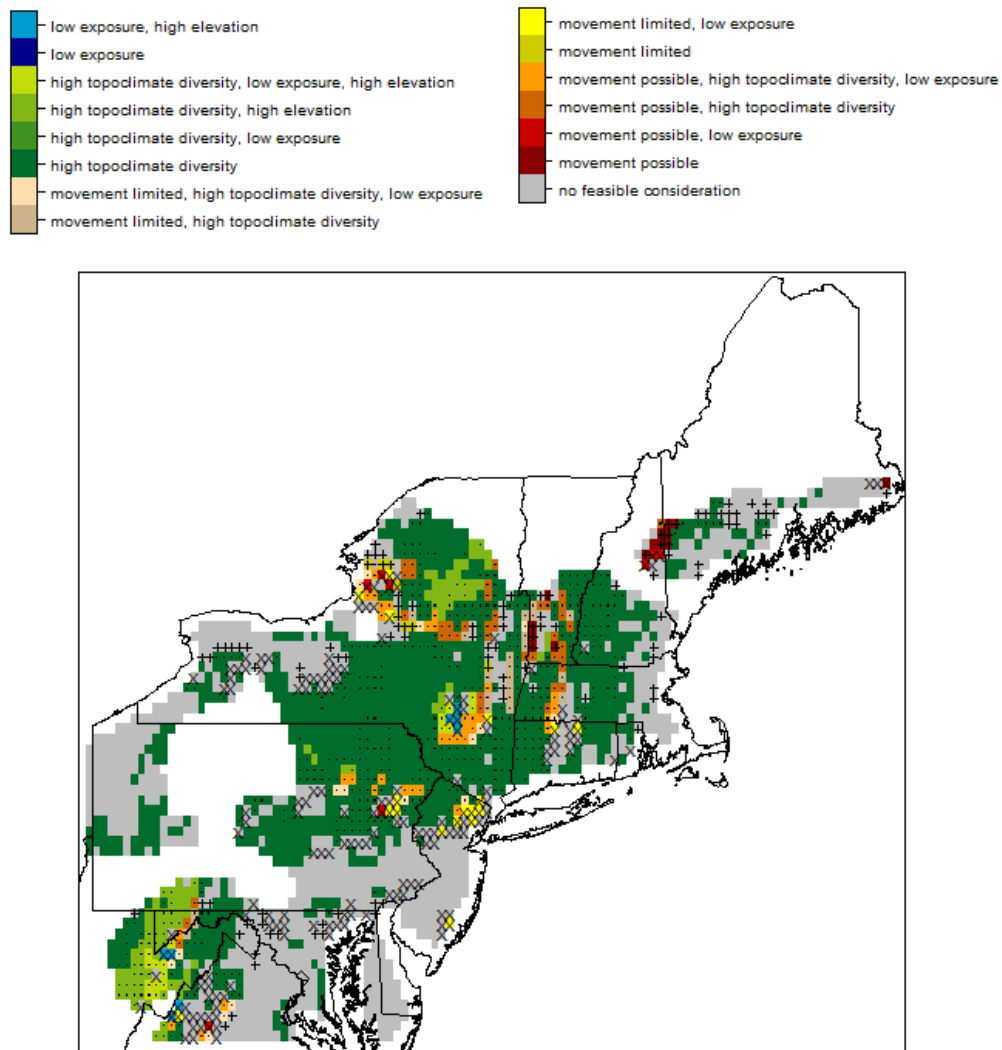 low exposure, high elevation
low exposure
high topoclimate diversity, low exposure, high elevation
high topoclimate diversity, high elevation
high topoclimate diversity, low exposure
high topoclimate diversity
movement limited, high topoclimate diversity, low exposure
movement limited, high topoclimate diversity
movement limited, low exposure
movement limited
movement possible, high topoclimate diversity, low exposure
movement possible, high topoclimate diversity
movement possible, low exposure
movement possible
no feasible consideration